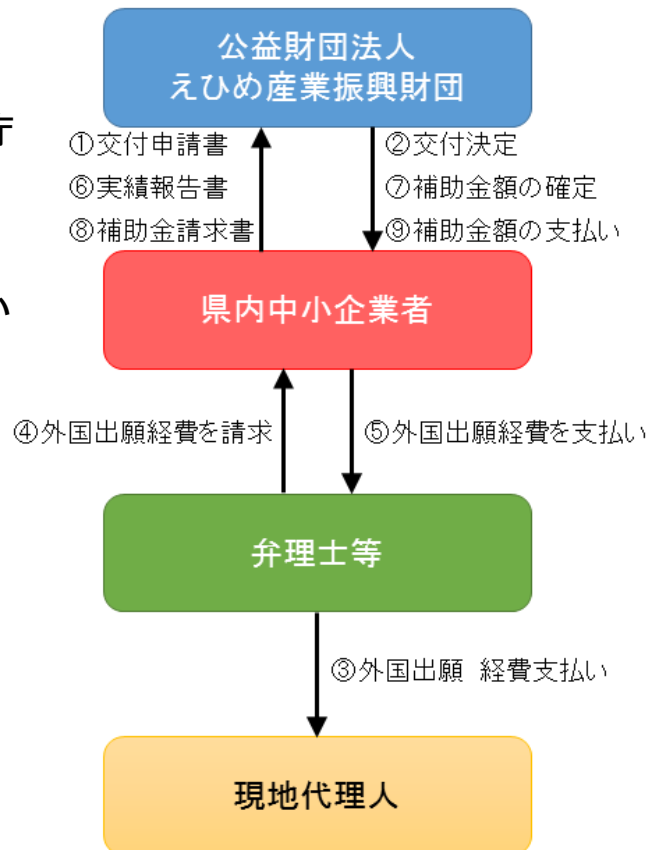 公益財団法人
えひめ産業振興財団
庁
①交付申請書
②交付決定
⑥実績報告書
⑦補助金額の確定
⑧補助金請求書
⑨補助金額の支払い
県内中小企業者
④外国出願経費を請求
⑤外国出願経費を支払い
弁理士等
③外国出願 経費支払い
現地代理人